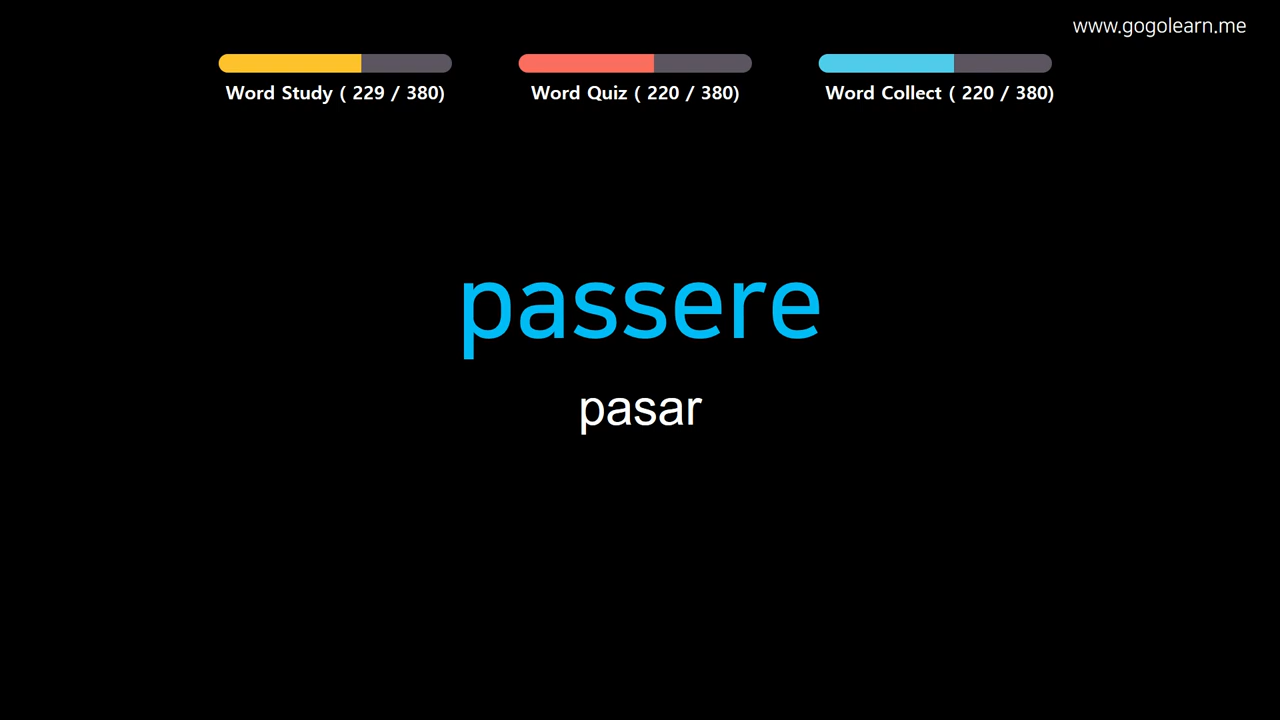 www.gogolearn.me
Word Study ( 229 / 380)
Word Quiz ( 220 / 380)
Word Collect ( 220 / 380)
passere
pasar